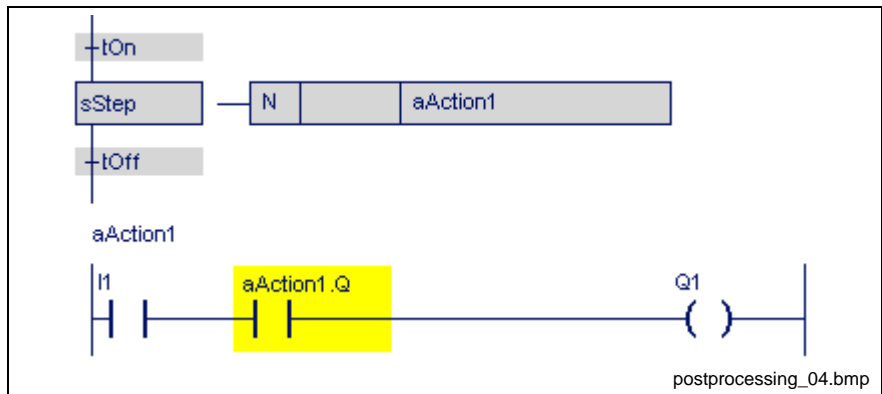 tOn
sStep N aAction1
tOff
aAction1
I1 aAction1.Q Q1
postprocessing_04.bmp